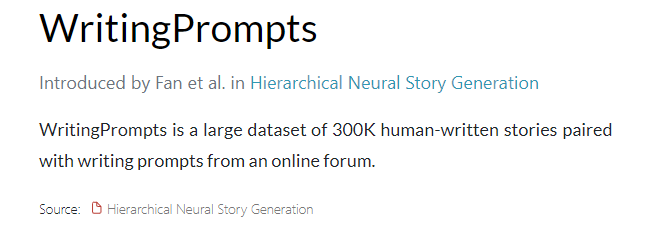 WritingPrompts
Introduced by Fan et al. in Hierarchical Neural Story Generation
WritingPrompts is a large dataset of 300K human-written stories paired
with writing prompts from an online forum.
Source: Hierarchical Neural Story Generation